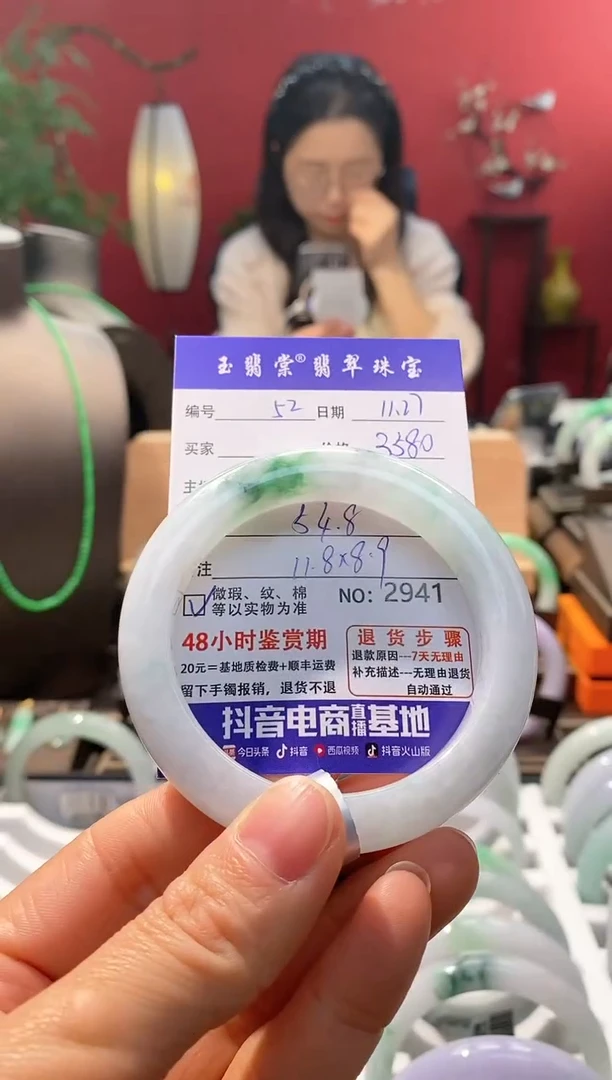 玉翡棠®翡翠珠宝
编号 52 日期 11.27
买家 价格 3580
主
54.8
注 11.8×8.9
微瑕、纹、棉
等以实物为准
NO: 2941
48小时鉴赏期
20元=基地质检费+顺丰运费
留下手镯报销，退货不退
退货步骤
退款原因---7天无理由
补充描述---无理由退货
自动通过
抖音电商直播基地
今日头条 抖音 西瓜视频 抖音火山版